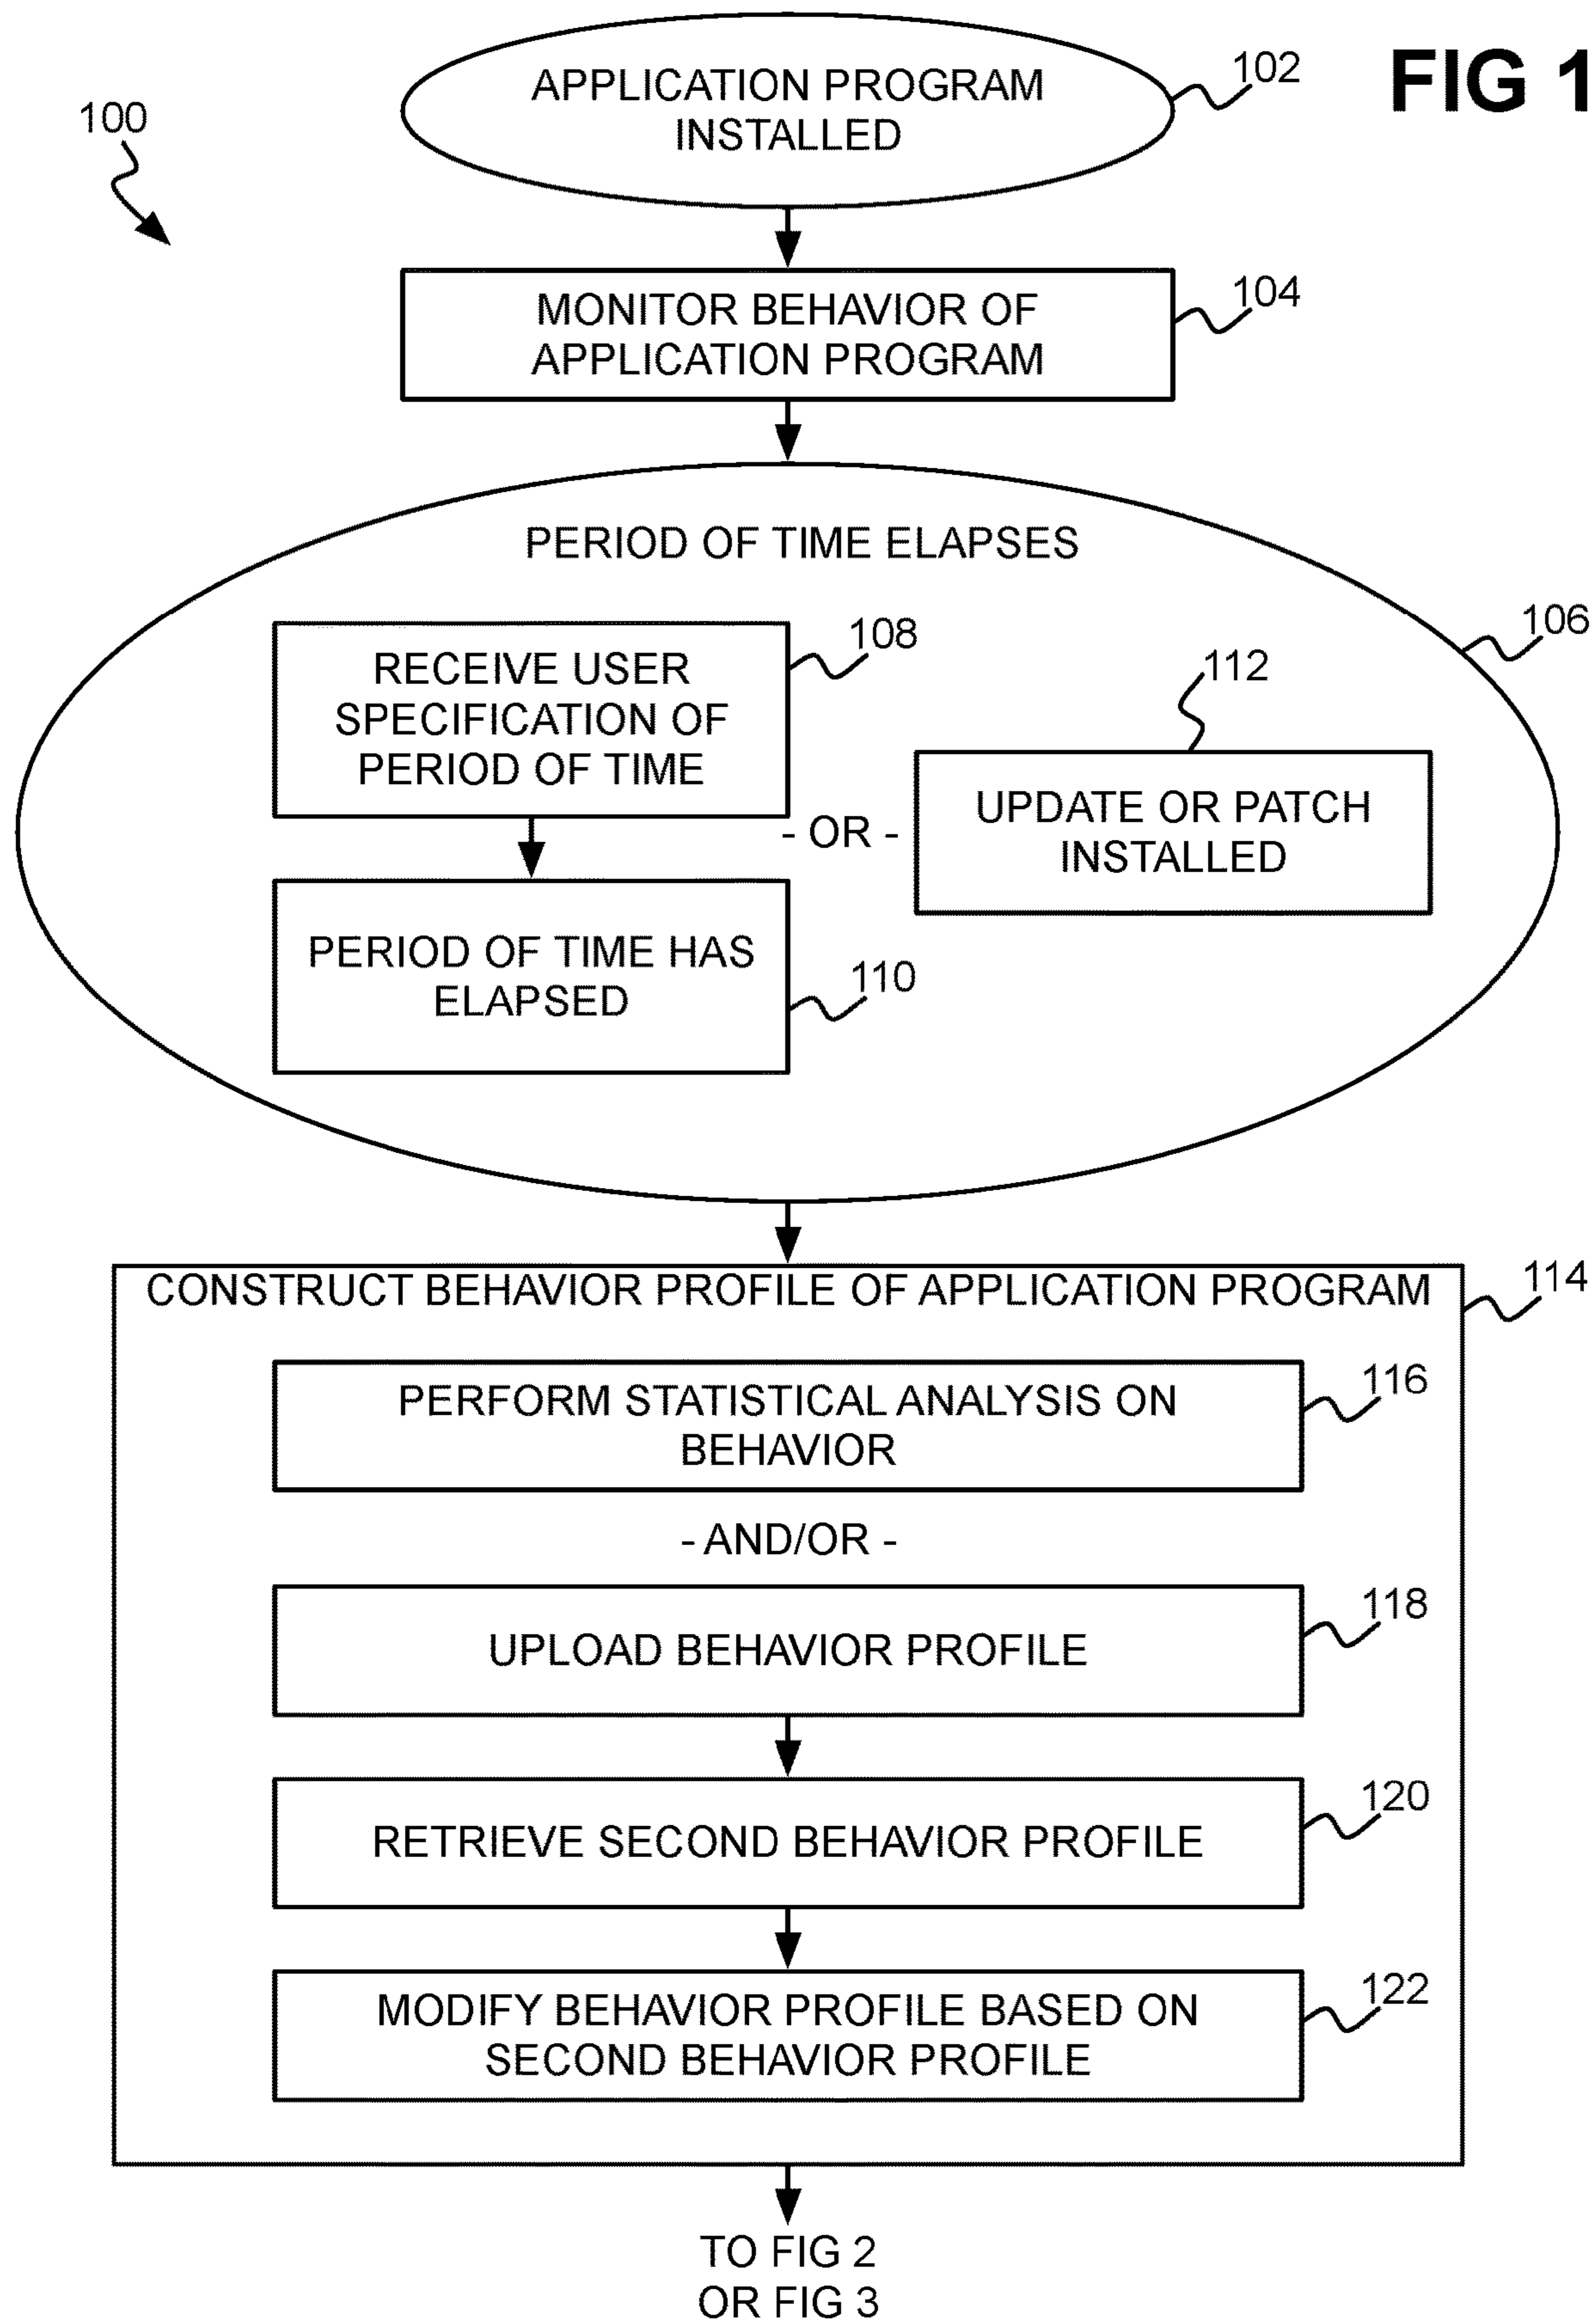 FIG 1
100
APPLICATION PROGRAM
INSTALLED
102
MONITOR BEHAVIOR OF
APPLICATION PROGRAM
104
PERIOD OF TIME ELAPSES
106
RECEIVE USER
SPECIFICATION OF
PERIOD OF TIME
108
- OR -
112
UPDATE OR PATCH
INSTALLED
PERIOD OF TIME HAS
ELAPSED
110
CONSTRUCT BEHAVIOR PROFILE OF APPLICATION PROGRAM
114
PERFORM STATISTICAL ANALYSIS ON
BEHAVIOR
116
- AND/OR -
UPLOAD BEHAVIOR PROFILE
118
RETRIEVE SECOND BEHAVIOR PROFILE
120
MODIFY BEHAVIOR PROFILE BASED ON
SECOND BEHAVIOR PROFILE
122
TO FIG 2
OR FIG 3